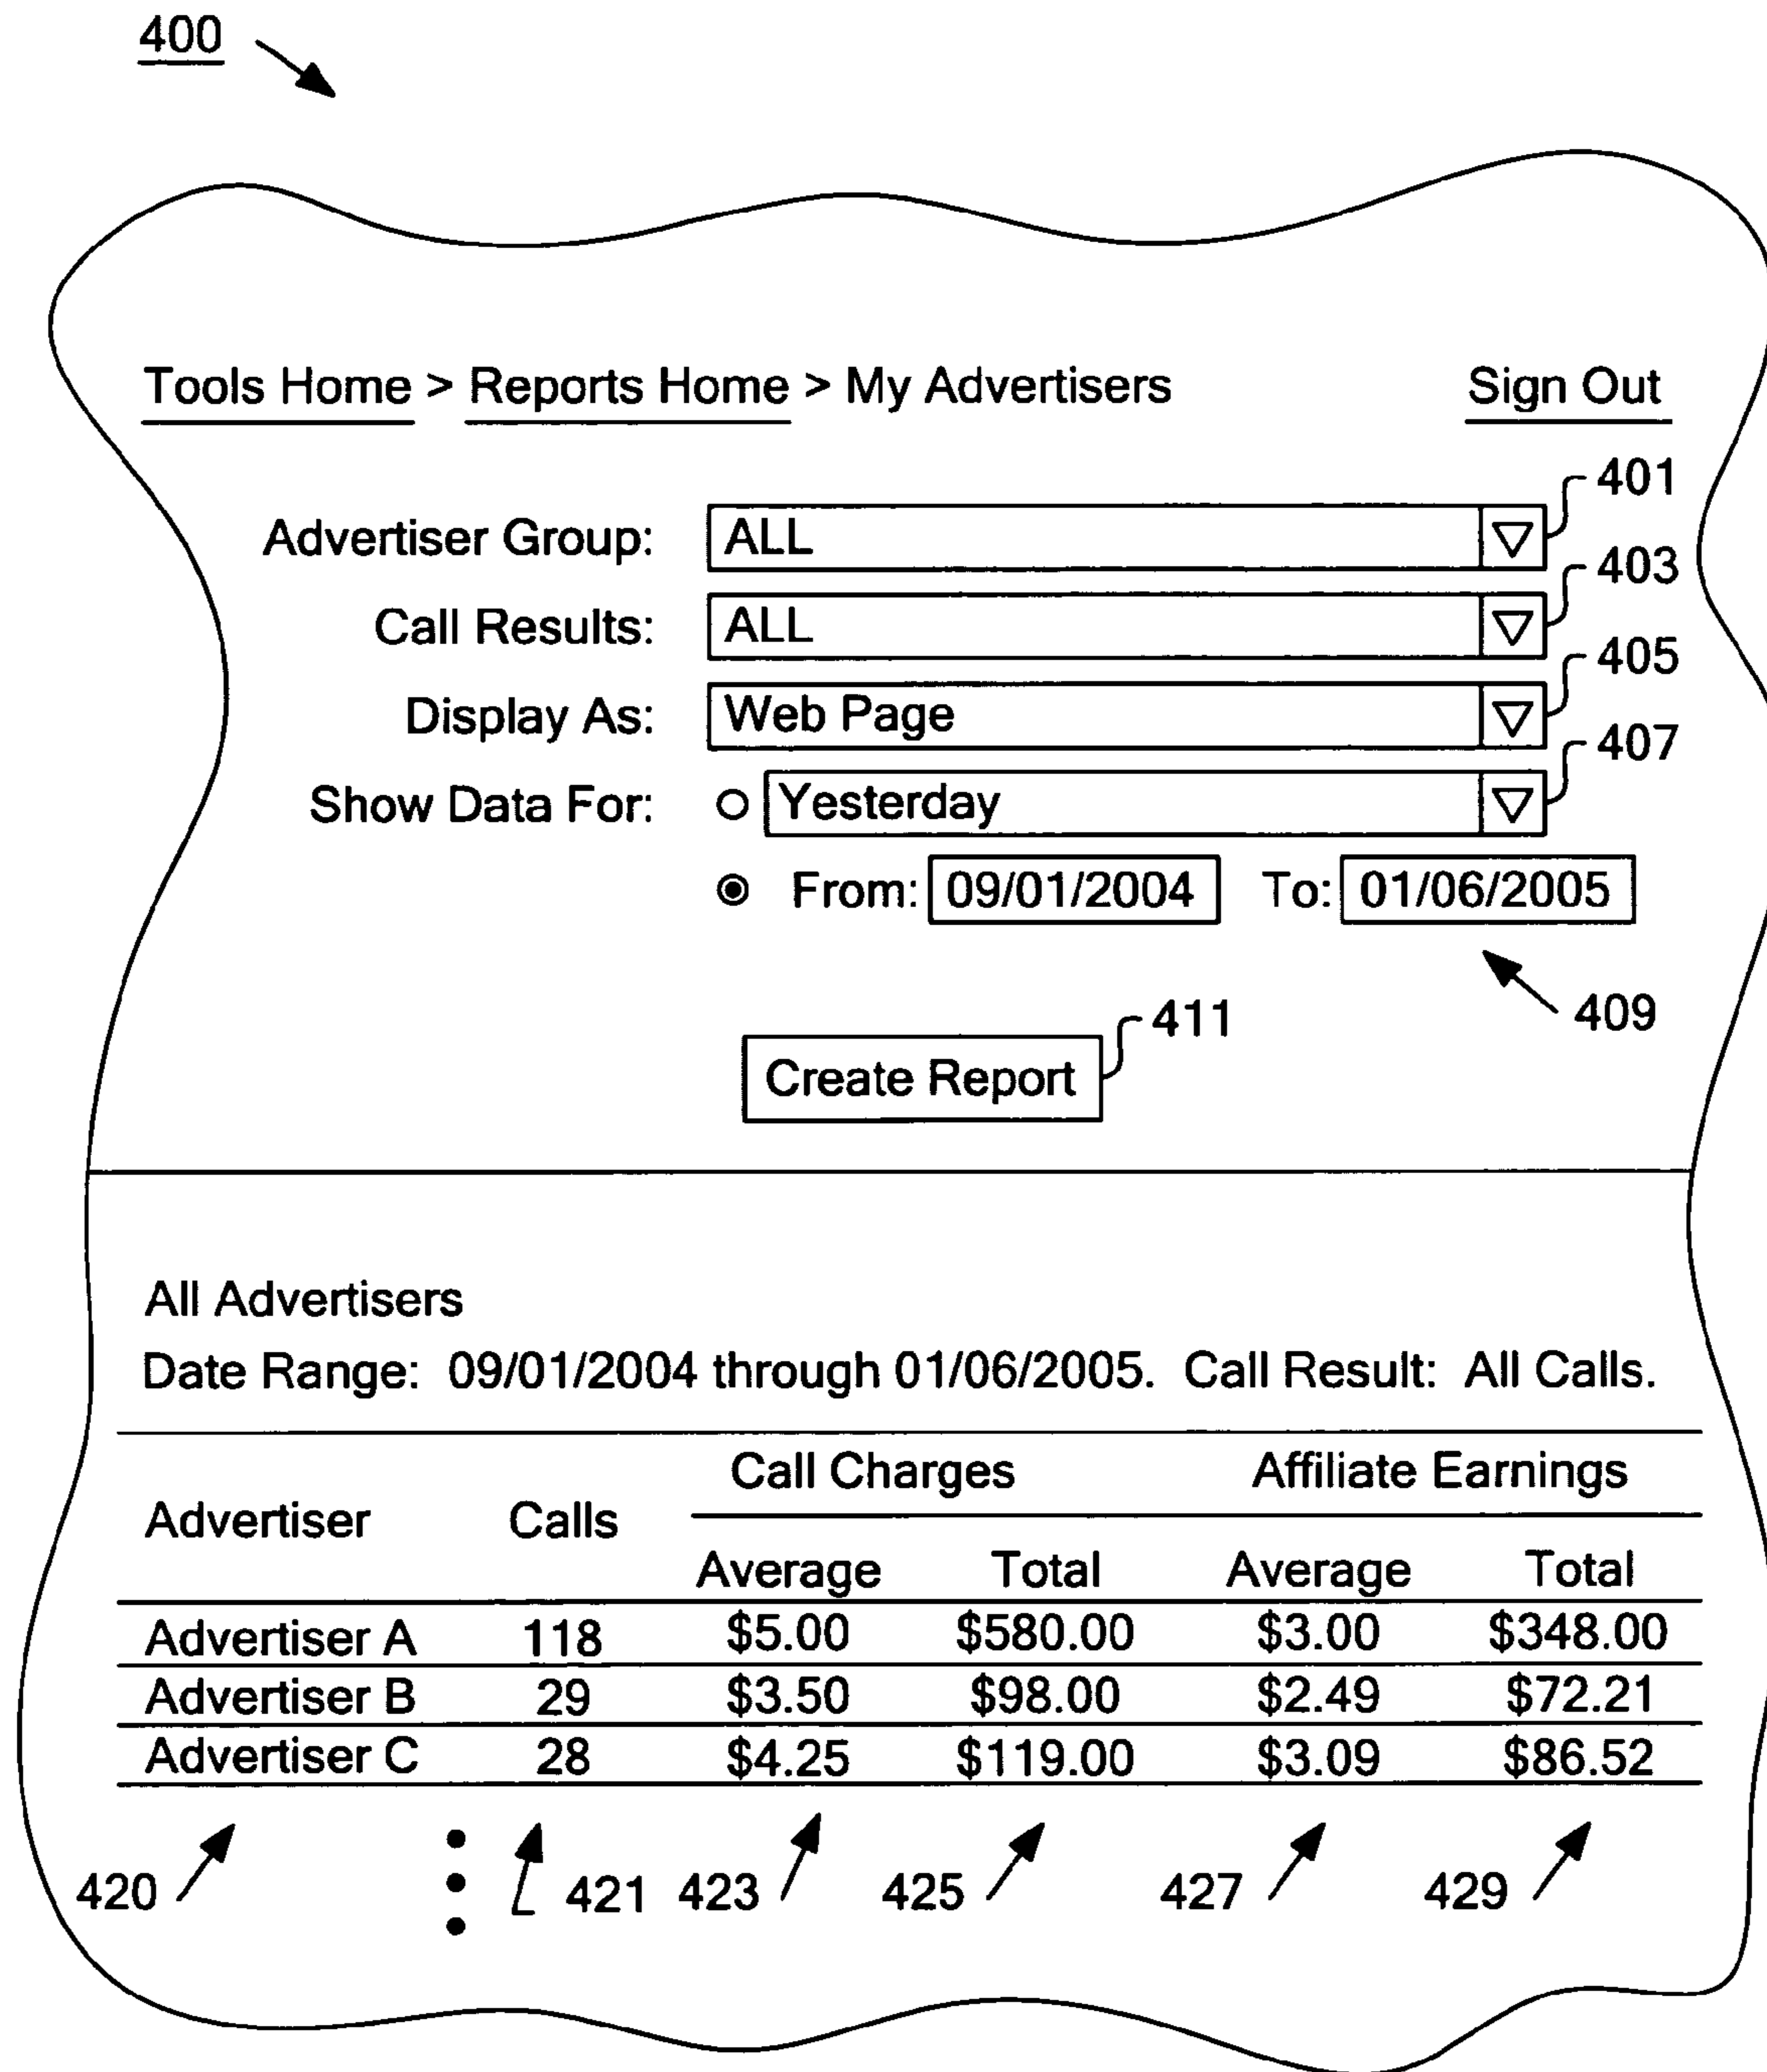 400
Tools Home > Reports Home > My Advertisers Sign Out
401
Advertiser Group: ALL
403
Call Results: ALL
405
Display As: Web Page
407
Show Data For: Yesterday
From: 09/01/2004 To: 01/06/2005
409
411
Create Report
All Advertisers
Date Range: 09/01/2004 through 01/06/2005. Call Result: All Calls.
Call Charges Affiliate Earnings
Advertiser Calls
Average Total Average Total
Advertiser A 118 $5.00 $580.00 $3.00 $348.00
Advertiser B 29 $3.50 $98.00 $2.49 $72.21
Advertiser C 28 $4.25 $119.00 $3.09 $86.52
420 421 423 425 427 429